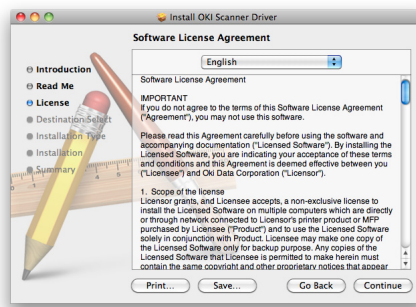 Install OKI Scanner Driver
Software License Agreement
Introduction
Read Me
License
Destination Select
Installation Type
Installation
Summary
English
Software License Agreement
IMPORTANT
If you do not agree to the terms of this Software License Agreement
("Agreement"), you may not use this software.
Please read this Agreement carefully before using the software and
accompanying documentation ("Licensed Software"). By installing the
Licensed Software, you are indicating your acceptance of these terms
and conditions and this Agreement is deemed effective between you
("Licensee") and Oki Data Corporation ("Licensor").
1. Scope of the license
Licensor grants, and Licensee accepts, a non-exclusive license to
install the Licensed Software on multiple computers which are directly
or through network connected to Licensor's printer product or MFP
purchased by Licensee ("Product") and to use the Licensed Software
solely in conjunction with Product. Licensee may make one copy of
the Licensed Software only for backup purpose. Any copies of the
Licensed Software that Licensee is permitted to make herein must
contain the same copyright and other proprietary notices that appear
Print...
Save...
Go Back
Continue